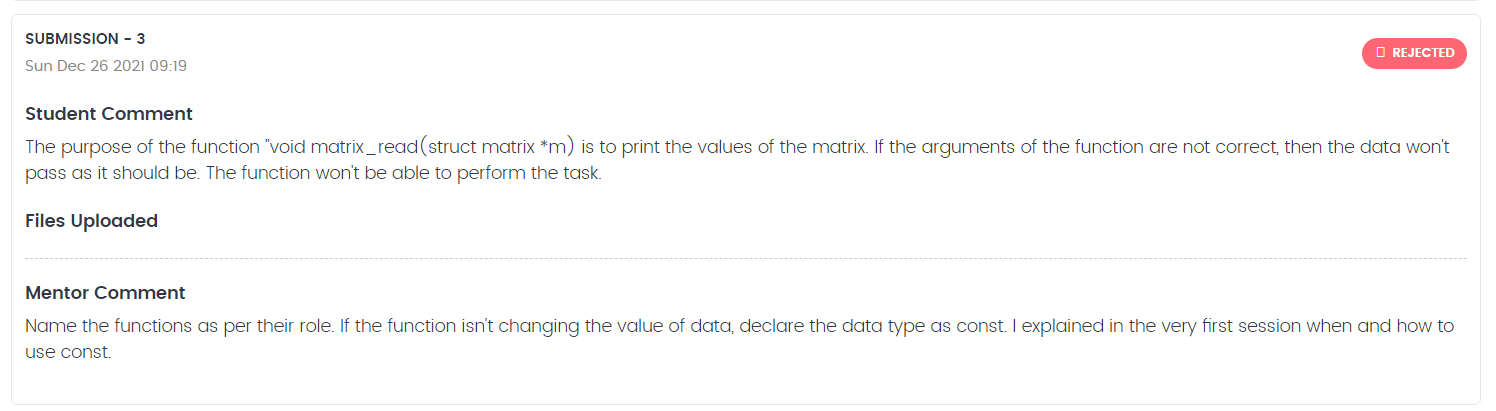 SUBMISSION - 3
Sun Dec 26 2021 09:19
REJECTED
Student Comment
The purpose of the function "void matrix_read(struct matrix *m) is to print the values of the matrix. If the arguments of the function are not correct, then the data won't
pass as it should be. The function won't be able to perform the task.
Files Uploaded
Mentor Comment
Name the functions as per their role. If the function isn't changing the value of data, declare the data type as const. I explained in the very first session when and how to
use const.